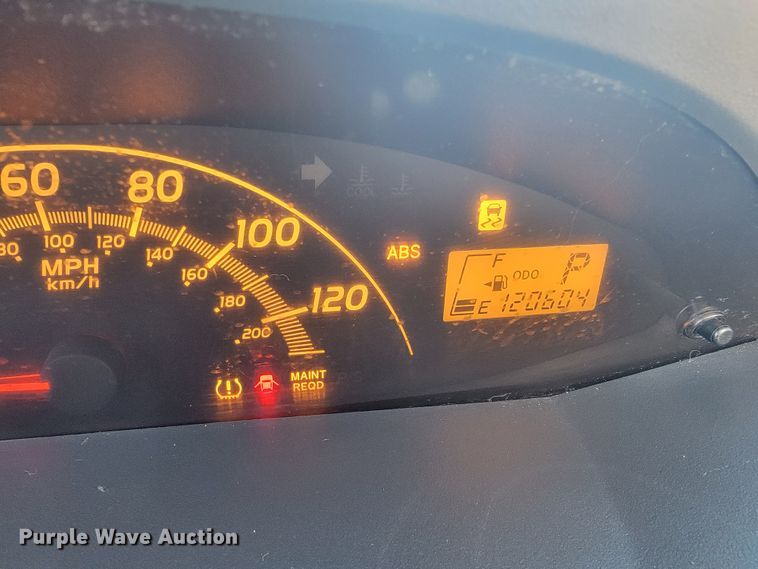 60
80
100
120
80
100
120
140
160
180
200
MPH
km/h
ABS
F
ODO
P
E 120604
MAINT
REQD
Purple Wave Auction